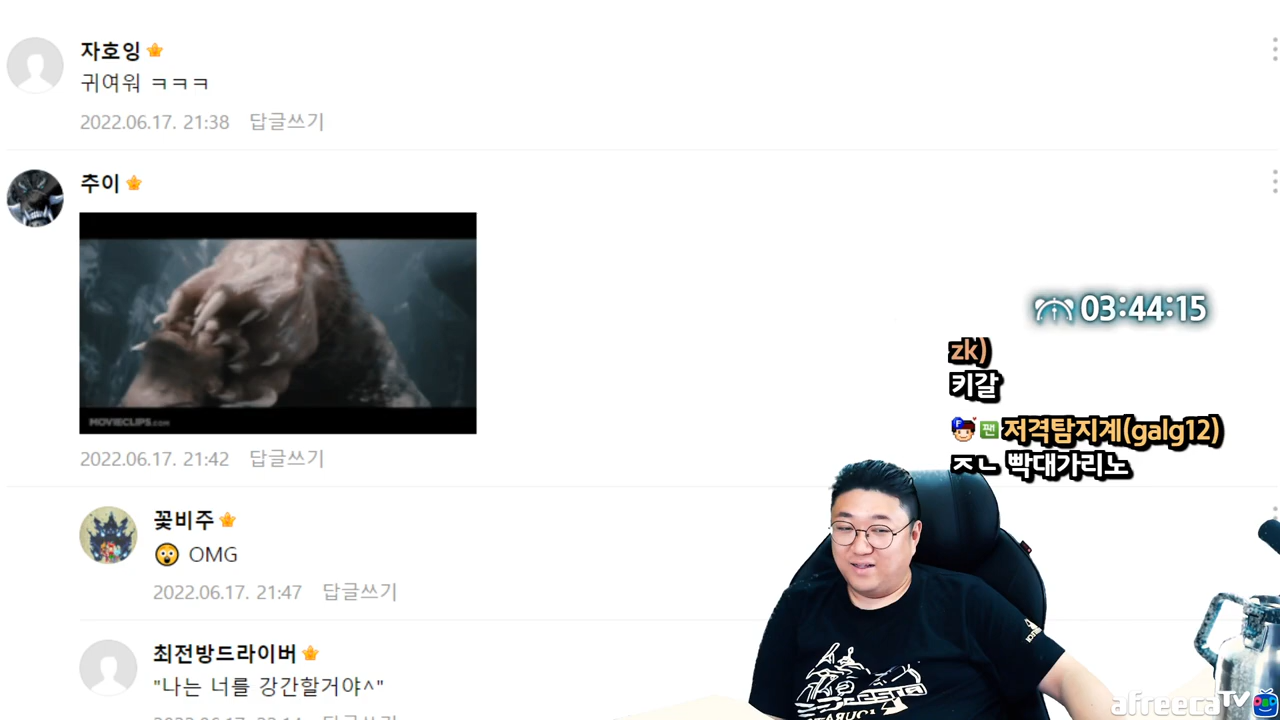 자호잉
귀여워 ㅋㅋㅋ
2022.06.17. 21:38 답글쓰기
추이
MOVIECLIPS.COM
2022.06.17. 21:42 답글쓰기
꽃비주
😲 OMG
2022.06.17. 21:47 답글쓰기
최전방드라이버
"나는 너를 강간할거야^"
03:44:15
zk)
키갈
팬 저격탐지계(galg12)
ㅈㄴ 빡대가리노
afreecaTV